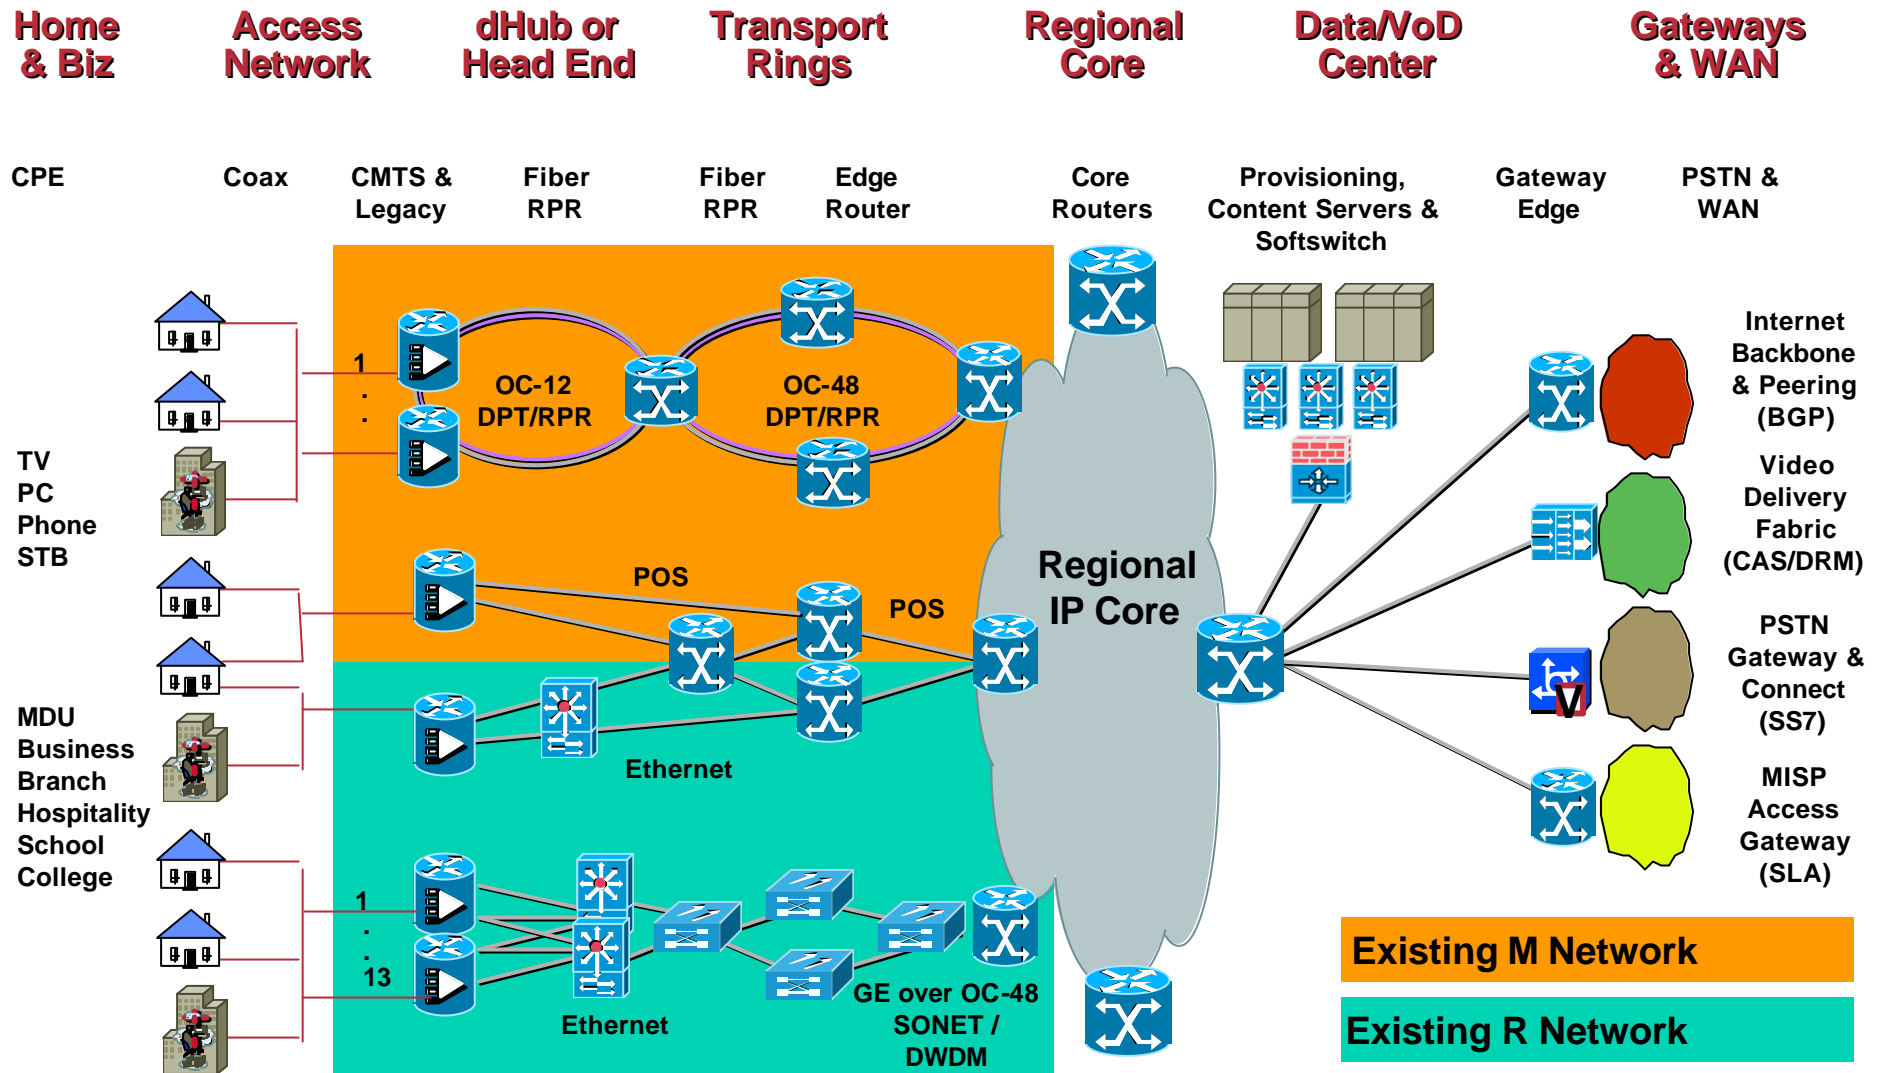 Home
& Biz
Access
Network
dHub or
Head End
Transport
Rings
Regional
Core
Data/VoD
Center
Gateways
& WAN
CPE
Coax
CMTS &
Legacy
Fiber
RPR
Fiber
RPR
Edge
Router
Core
Routers
Provisioning,
Content Servers &
Softswitch
Gateway
Edge
PSTN &
WAN
TV
PC
Phone
STB
MDU
Business
Branch
Hospitality
School
College
1
.
.
OC-12
DPT/RPR
OC-48
DPT/RPR
POS
POS
Ethernet
1
.
.
13
Ethernet
GE over OC-48
SONET /
DWDM
Regional
IP Core
V
Internet
Backbone
& Peering
(BGP)
Video
Delivery
Fabric
(CAS/DRM)
PSTN
Gateway &
Connect
(SS7)
MISP
Access
Gateway
(SLA)
Existing M Network
Existing R Network